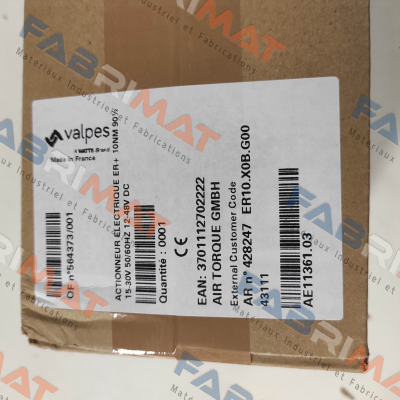 valpes
A WATTS Brand
Made in France
OF n°564373/001
ACTIONNEUR ÉLECTRIQUE ER+ 10NM 90°/
15-30V 50/60HZ 12-48V DC
Quantité : 0001
CE
EAN: 3701112702222
AIR TORQUE GMBH
External Customer Code
AR n° 428247 ER10.X0B.G00
43111
AE11361.03
FABRIMAT
Matériaux Industriel et Fabrications